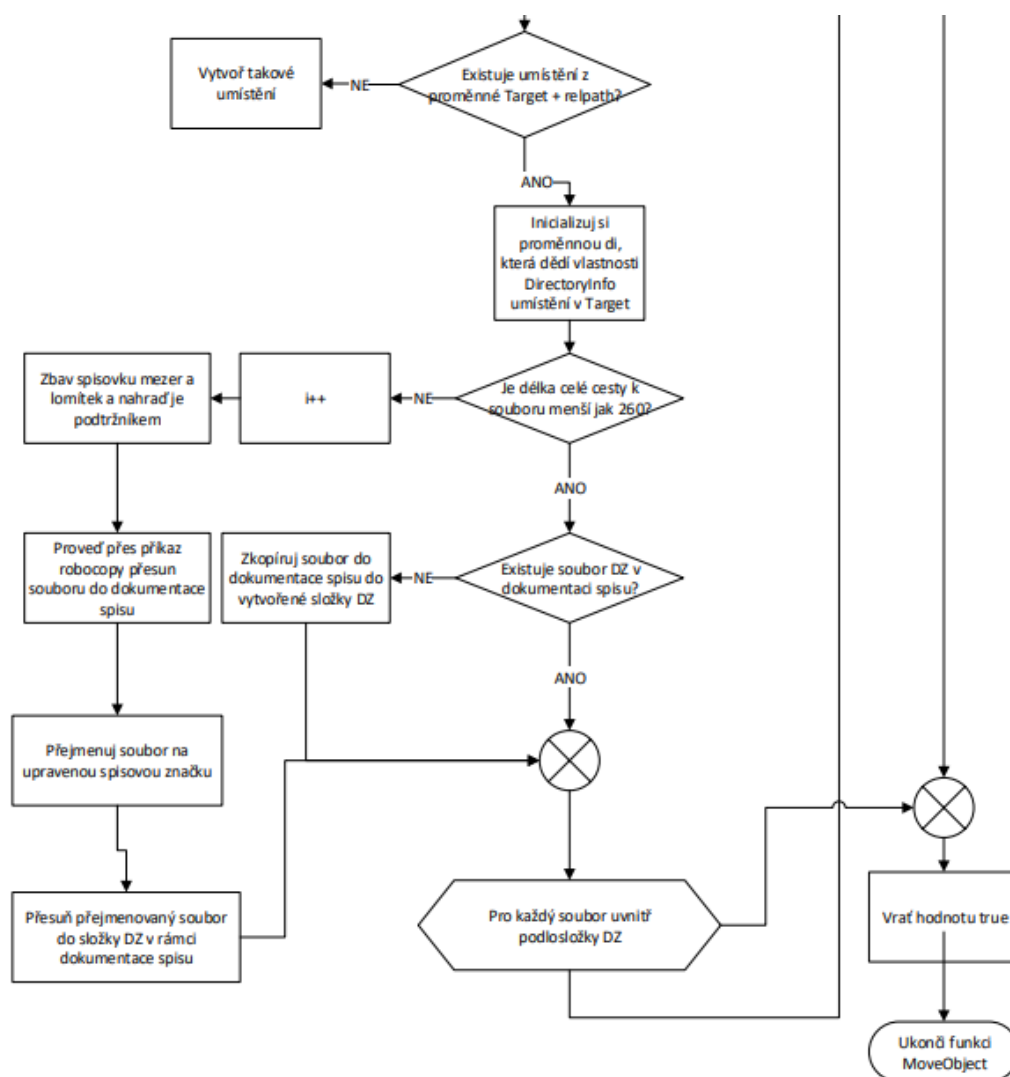 Vytvoř takové
umístění
NE
Existuje umístění z
proměnné Target + relpath?
ANO
Inicializuj si
proměnnou di,
která dědí vlastnosti
DirectoryInfo
umístění v Target
Zbav spisovku mezer a
lomítek a nahraď je
podtržníkem
i++
NE
Je délka celé cesty k
souboru menší jak 260?
ANO
Proveď přes příkaz
robocopy přesun
souboru do dokumentace
spisu
Zkopíruj soubor do
dokumentace spisu do
vytvořené složky DZ
NE
Existuje soubor DZ v
dokumentaci spisu?
ANO
Přejmenuj soubor na
upravenou spisovou značku
Přesuň přejmenovaný soubor
do složky DZ v rámci
dokumentace spisu
Pro každý soubor uvnitř
podlosložky DZ
Vrať hodnotu true
Ukonči funkci
MoveObject